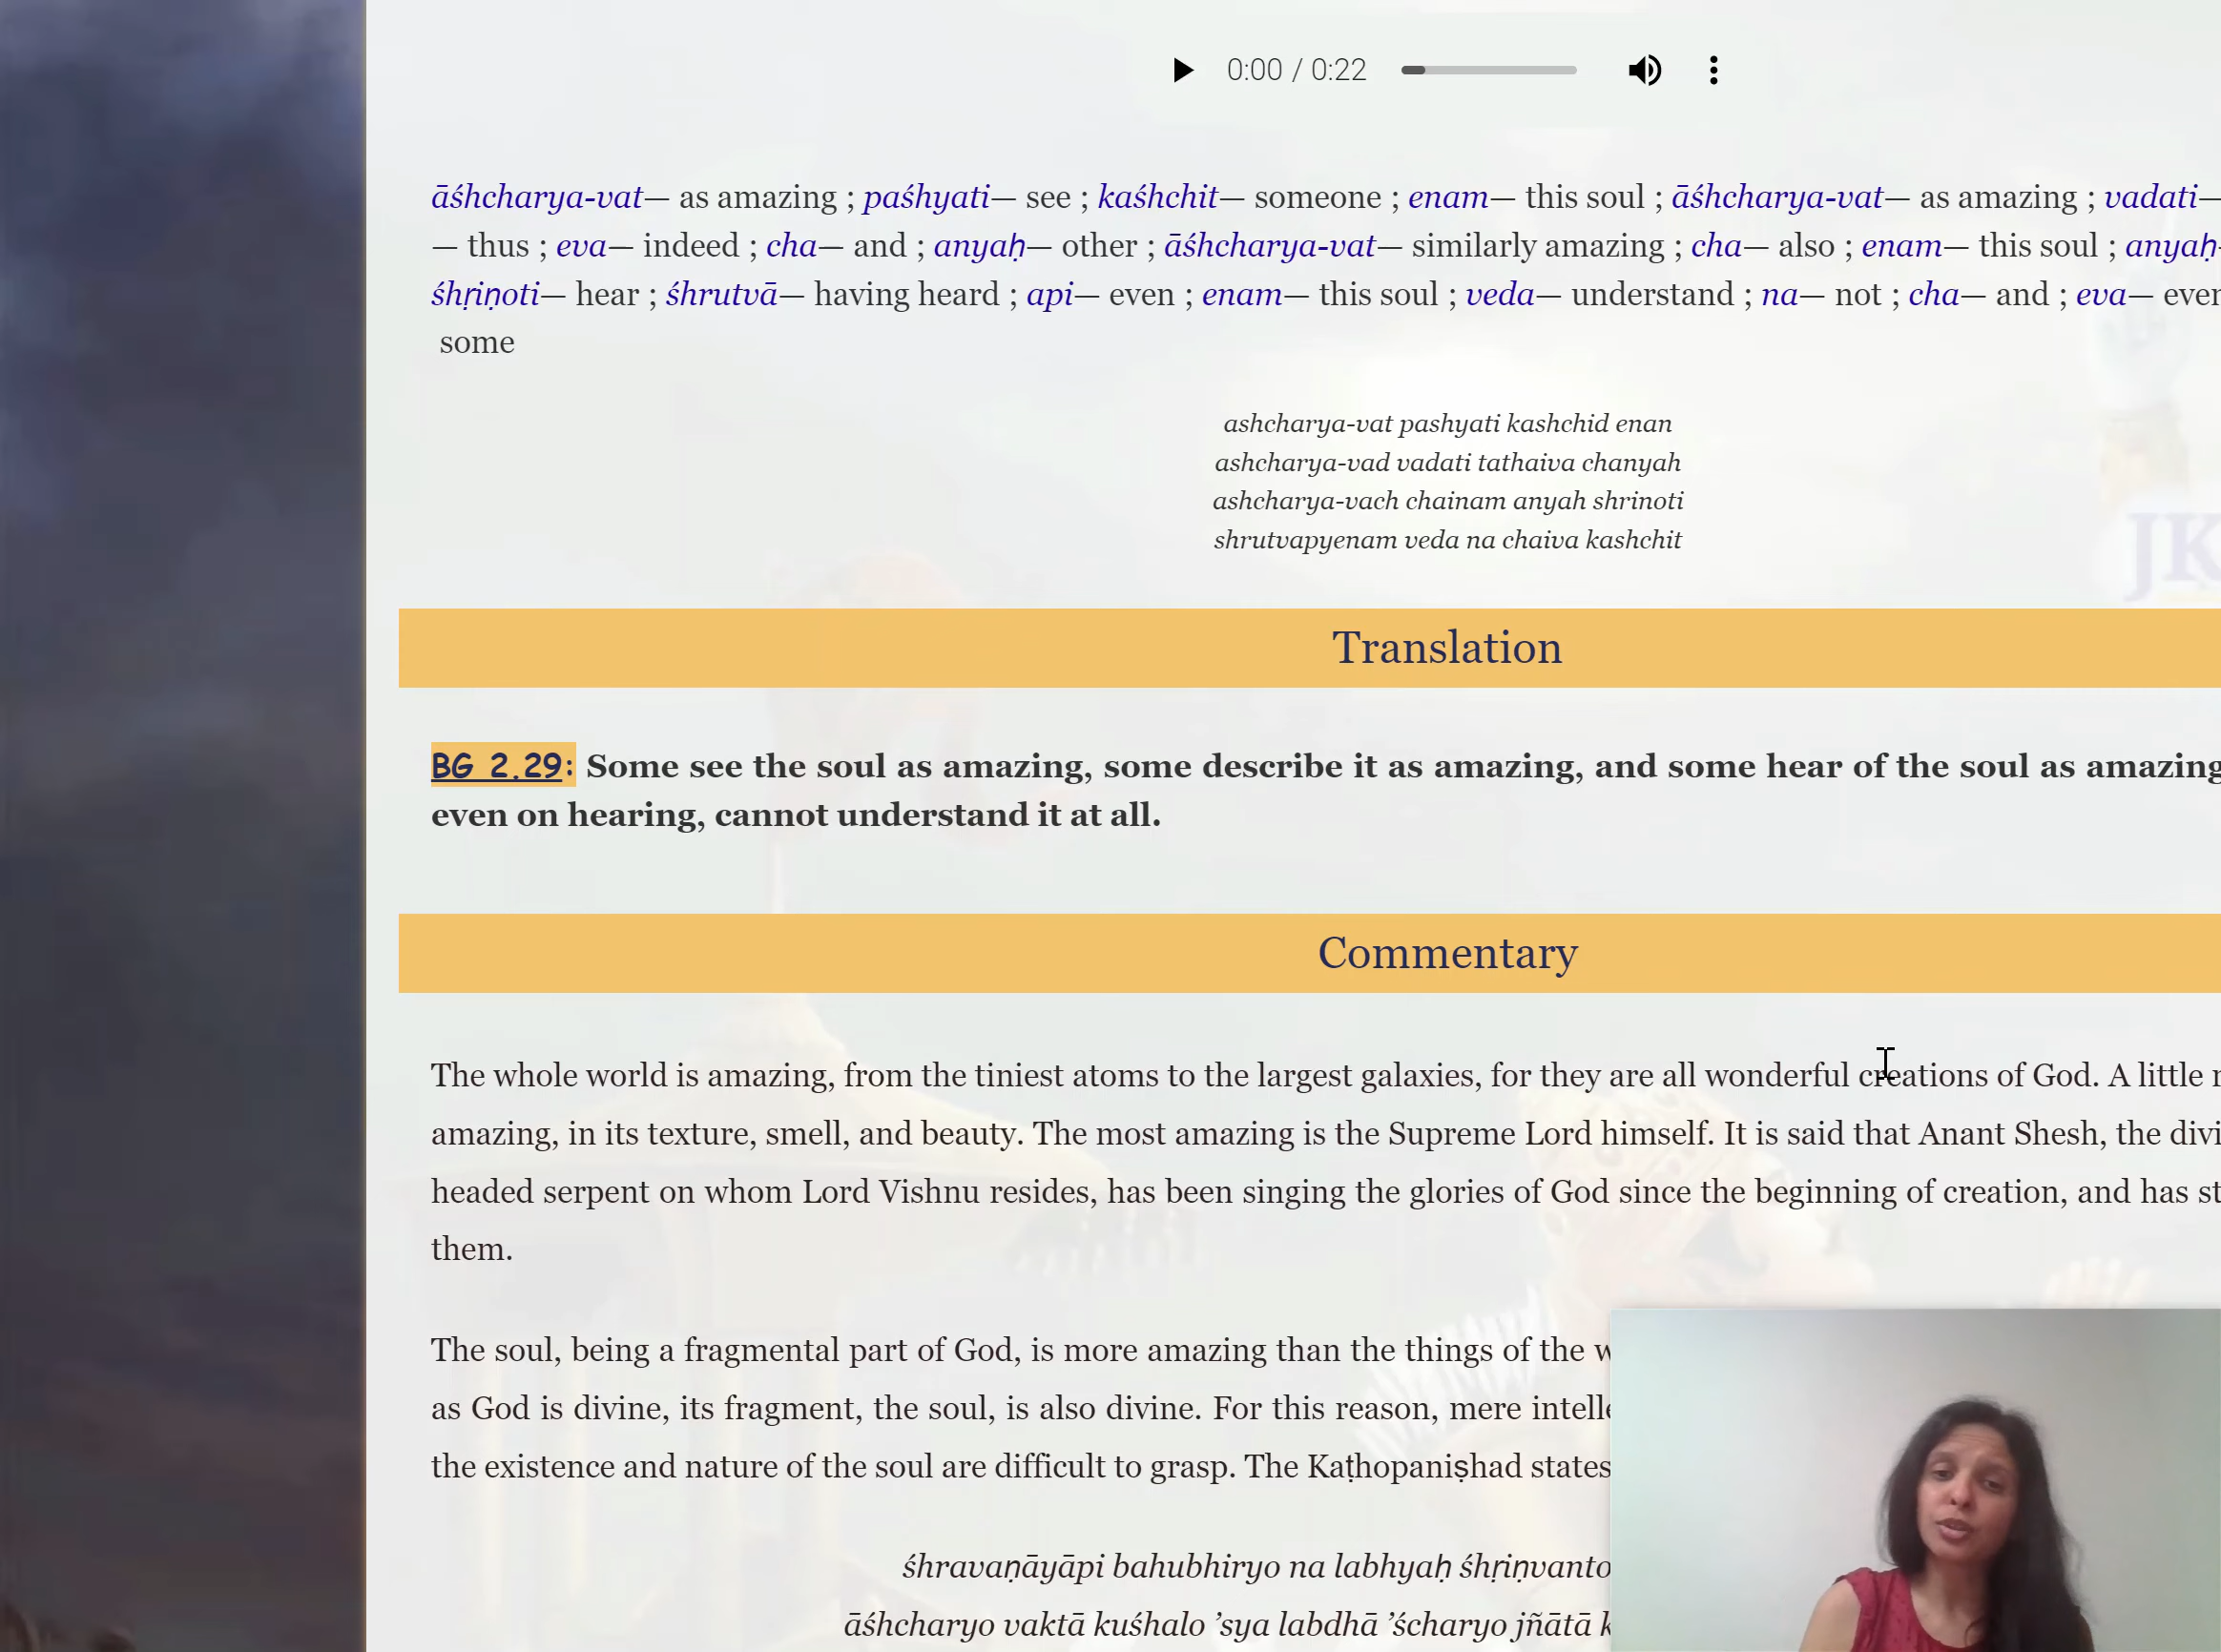 0:00 / 0:22
āśhcharya-vat— as amazing ; paśhyati— see ; kaśhchit— someone ; enam— this soul ; āśhcharya-vat— as amazing ; vadati—
— thus ; eva— indeed ; cha— and ; anyaḥ— other ; āśhcharya-vat— similarly amazing ; cha— also ; enam— this soul ; anyaḥ
śhṛiṇoti— hear ; śhrutvā— having heard ; api— even ; enam— this soul ; veda— understand ; na— not ; cha— and ; eva—
some
ashcharya-vat pashyati kashchid enan
ashcharya-vad vadati tathaiva chanyah
ashcharya-vach chainam anyah shrinoti
shrutvapyenam veda na chaiva kashchit
JK
Translation
BG 2.29: Some see the soul as amazing, some describe it as amazing, and some hear of the soul as amazing
even on hearing, cannot understand it at all.
Commentary
The whole world is amazing, from the tiniest atoms to the largest galaxies, for they are all wonderful creations of God. A little
amazing, in its texture, smell, and beauty. The most amazing is the Supreme Lord himself. It is said that Anant Shesh, the
headed serpent on whom Lord Vishnu resides, has been singing the glories of God since the beginning of creation, and has
them.
The soul, being a fragmental part of God, is more amazing than the things of the
as God is divine, its fragment, the soul, is also divine. For this reason, mere
the existence and nature of the soul are difficult to grasp. The Kaṭhopaniṣhad states
śhravaṇāyāpi bahubhiryo na labhyaḥ śhṛiṇvanto
āśhcharyo vaktā kuśhalo ’sya labdhā ’ścharyo jñātā